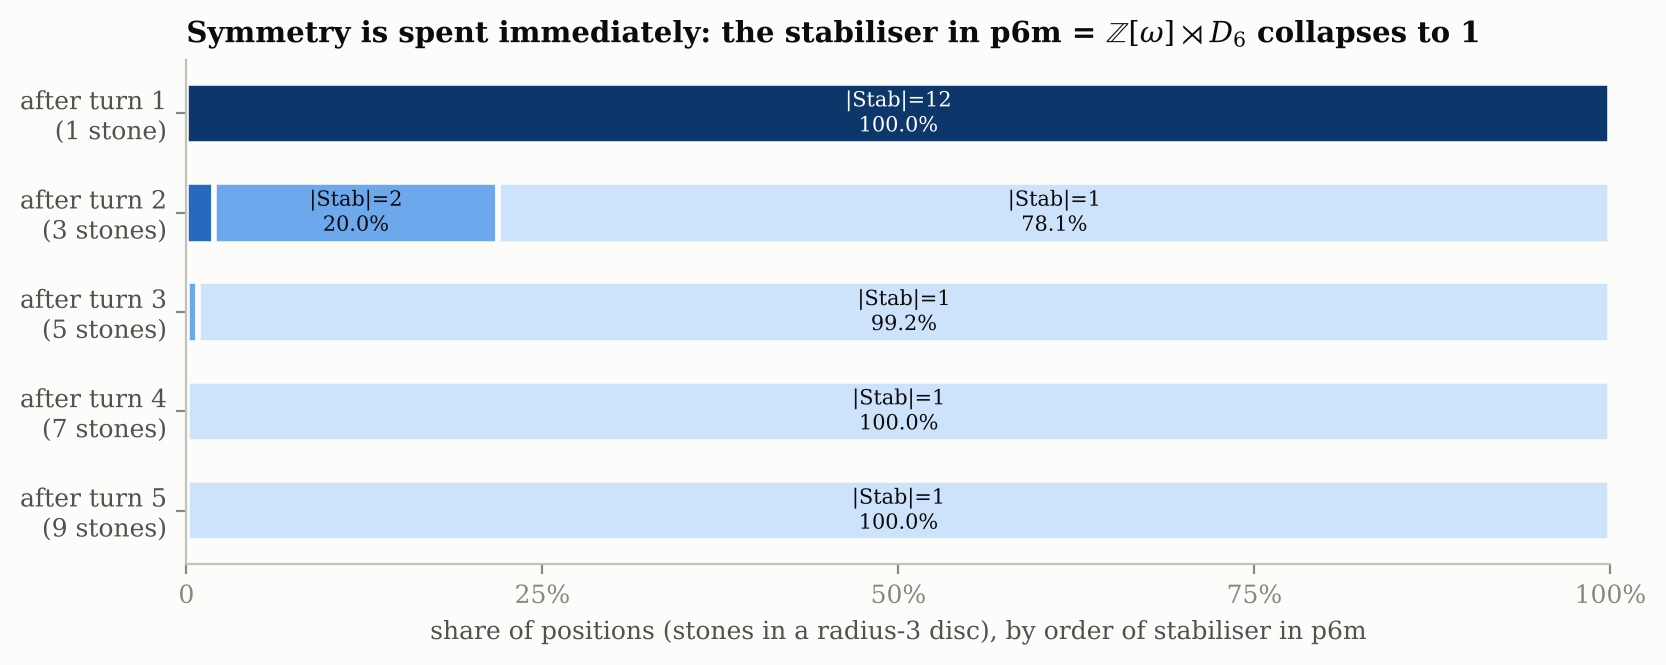 Symmetry is spent immediately: the stabiliser in p6m = ℤ[ω]⋊D₆ collapses to 1
after turn 1
(1 stone)
|Stab|=12
100.0%
after turn 2
(3 stones)
|Stab|=2
20.0%
|Stab|=1
78.1%
after turn 3
(5 stones)
|Stab|=1
99.2%
after turn 4
(7 stones)
|Stab|=1
100.0%
after turn 5
(9 stones)
|Stab|=1
100.0%
0 25% 50% 75% 100%
share of positions (stones in a radius-3 disc), by order of stabiliser in p6m